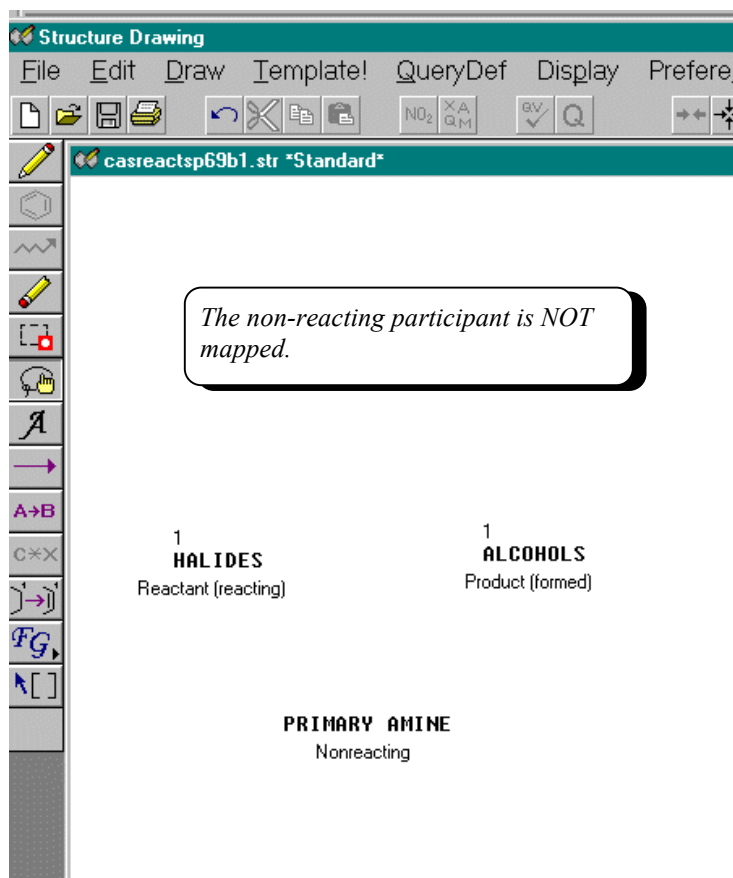 Structure Drawing
File Edit Draw Template! QueryDef Display Prefere
NO2 XA QM QV Q
casreactsp69b1.str *Standard*
The non-reacting participant is NOT
mapped.
A
A→B
C✳X
FG
[ ]
1
HALIDES
Reactant (reacting)
1
ALCOHOLS
Product (formed)
PRIMARY AMINE
Nonreacting